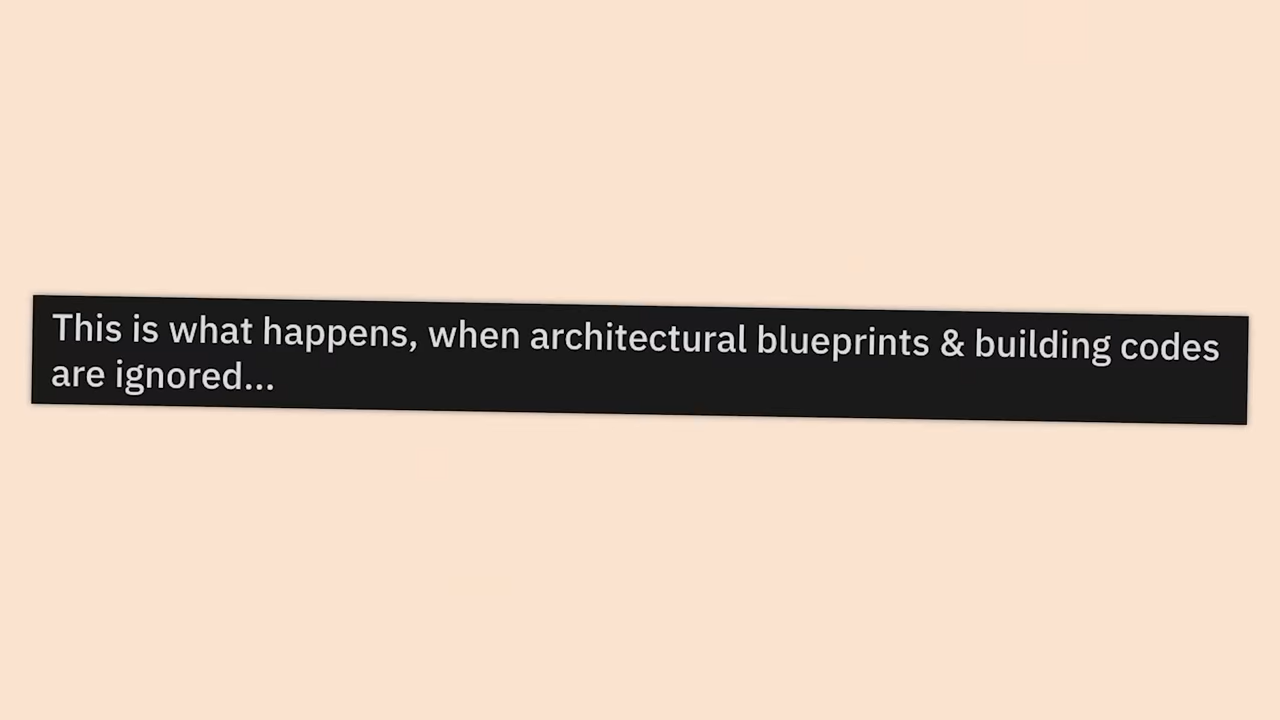 This is what happens, when architectural blueprints & building codes
are ignored...